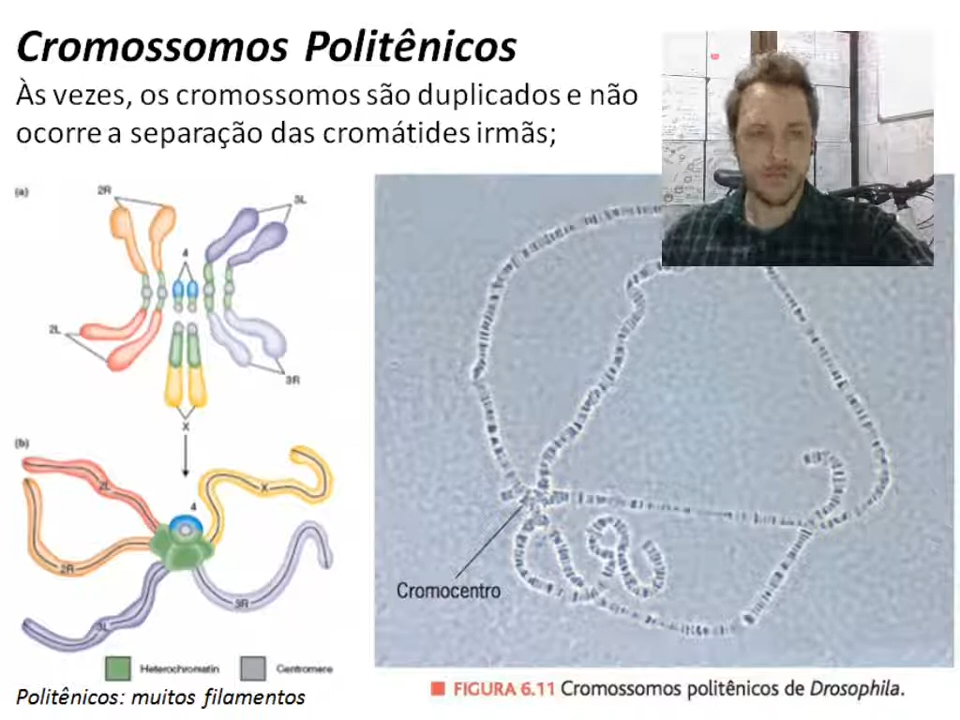 Cromossomos Politênicos
Às vezes, os cromossomos são duplicados e não
ocorre a separação das cromátides irmãs;
(a)
2R
3L
4
2L
3R
X
(b)
2L
X
4
2R
3R
3L
Cromocentro
Heterochromatin
Centromere
Politênicos: muitos filamentos
FIGURA 6.11 Cromossomos politênicos de Drosophila.